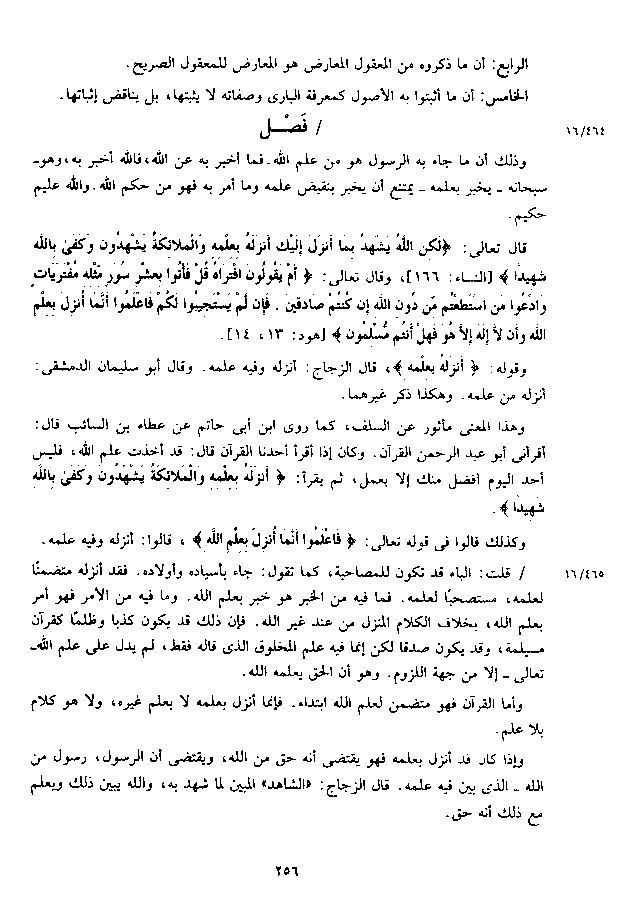 الرابع: أن ما ذكروه من المعقول المعارض هو المعارض للمعقول الصريح.
الخامس: أن ما أثبتوا به الأصول كمعرفة البارى وصفاته لا يثبتها، بل يناقض إثباتها.
/ فَصْــل
١٦/٤٦٤
وذلك أن ما جاء به الرسول هو من علم الله. فما أخبر به عن الله، فالله أخبر به، وهو ـ
سبحانه ـ يخبر بعلمه ـ يمتنع أن يخبر بنقيض علمه وما أمر به فهو من حكم الله. والله عليم
حكيم.
قال تعالى: ﴿لَكِنِ اللَّهُ يَشْهَدُ بِمَا أَنزَلَ إِلَيْكَ أَنزَلَهُ بِعِلْمِهِ وَالْمَلائِكَةُ يَشْهَدُونَ وَكَفَىٰ بِاللَّهِ
شَهِيدًا﴾ [النساء: ١٦٦]، وقال تعالى: ﴿أَمْ يَقُولُونَ افْتَرَاهُ قُلْ فَأْتُوا بِعَشْرِ سُوَرٍ مِّثْلِهِ مُفْتَرَيَاتٍ
وَادْعُوا مَنِ اسْتَطَعْتُم مِّن دُونِ اللَّهِ إِن كُنتُمْ صَادِقِينَ . فَإِن لَّمْ يَسْتَجِيبُوا لَكُمْ فَاعْلَمُوا أَنَّمَا أُنزِلَ بِعِلْمِ
اللَّهِ وَأَن لاَّ إِلَهَ إِلاَّ هُوَ فَهَلْ أَنتُم مُّسْلِمُونَ﴾ [هود: ١٣، ١٤].
وقوله: ﴿أَنزَلَهُ بِعِلْمِهِ﴾، قال الزجاج: أنزله وفيه علمه. وقال أبو سليمان الدمشقى:
أنزله من علمه. وهكذا ذكر غيرهما.
وهذا المعنى مأثور عن السلف، كما روى ابن أبى حاتم عن عطاء بن السائب قال:
أقرأنى أبو عبد الرحمن القرآن. وكان إذا أقرأ أحدنا القرآن قال: قد أخذت علم الله، فليس
أحد اليوم أفضل منك إلا بعمل، ثم يقرأ: ﴿أَنزَلَهُ بِعِلْمِهِ وَالْمَلائِكَةُ يَشْهَدُونَ وَكَفَىٰ بِاللَّهِ
شَهِيدًا﴾.
وكذلك قالوا فى قوله تعالى: ﴿فَاعْلَمُوا أَنَّمَا أُنزِلَ بِعِلْمِ اللَّهِ﴾، قالوا: أنزله وفيه علمه.
١٦/٤٦٥
/ قلت: الباء قد تكون للمصاحبة، كما تقول: جاء بأسياده وأولاده. فقد أنزله متضمنًا
لعلمه، مستصحبًا لعلمه. فما فيه من الخبر هو خبر بعلم الله. وما فيه من الأمر فهو أمر
بعلم الله، بخلاف الكلام المنزل من عند غير الله. فإن ذلك قد يكون كذبا وظلمًا كقرآن
مسيلمة، وقد يكون صدقا لكن إنما فيه علم المخلوق الذى قاله فقط، لم يدل على علم الله ـ
تعالى ـ إلا من جهة اللزوم. وهو أن الحق يعلمه الله.
وأما القرآن فهو متضمن لعلم الله ابتداء. فإنما أنزل بعلمه لا بعلم غيره، ولا هو كلام
بلا علم.
وإذا كان قد أنزل بعلمه فهو يقتضى أنه حق من الله، ويقتضى أن الرسول، رسول من
الله ـ الذى بين فيه علمه. قال الزجاج: «الشاهد» المبين لما شهد به، والله يبين ذلك ويعلم
مع ذلك أنه حق.
٢٥٦